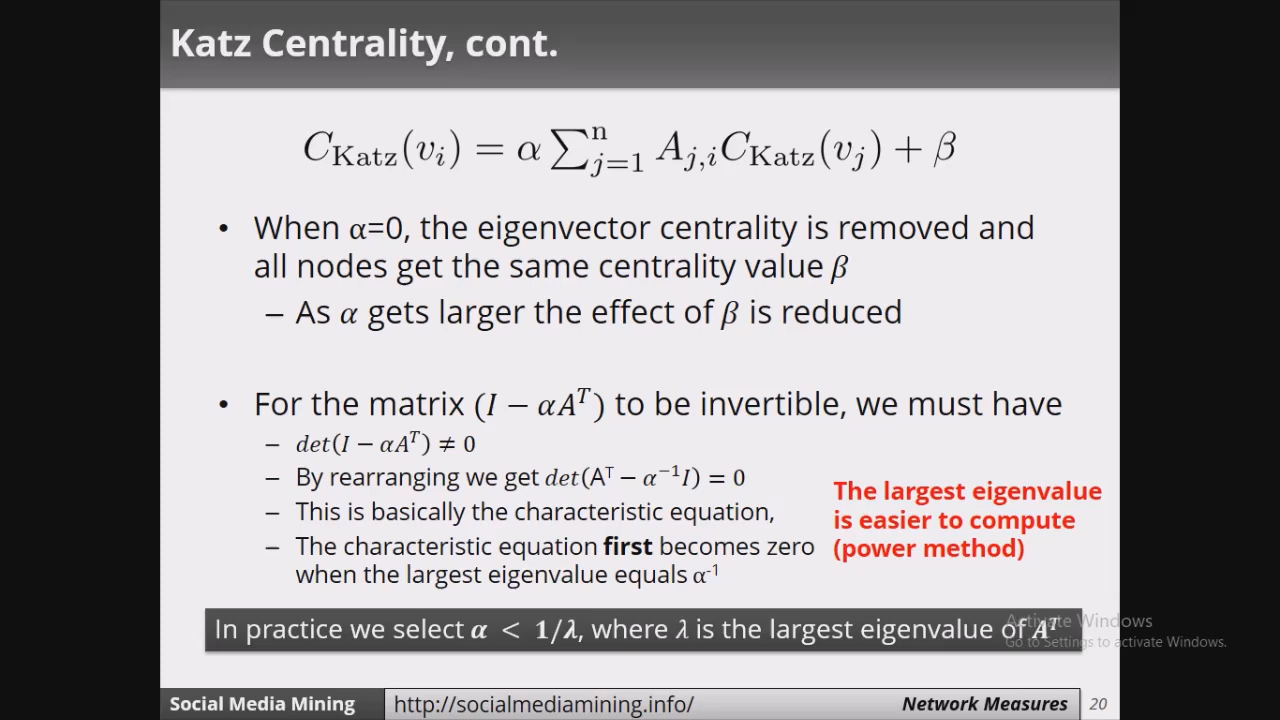 Katz Centrality, cont.
C_Katz(v_i) = α ∑_{j=1}^{n} A_{j,i}C_Katz(v_j) + β
• When α=0, the eigenvector centrality is removed and
all nodes get the same centrality value β
– As α gets larger the effect of β is reduced
• For the matrix (I − αA^T) to be invertible, we must have
– det(I − αA^T) ≠ 0
– By rearranging we get det(A^T − α^{−1}I) = 0
– This is basically the characteristic equation,
– The characteristic equation first becomes zero
when the largest eigenvalue equals α^{-1}
The largest eigenvalue
is easier to compute
(power method)
In practice we select α < 1/λ, where λ is the largest eigenvalue of A^T
Activate Windows
Go to Settings to activate Windows.
Social Media Mining
http://socialmediamining.info/
Network Measures
20